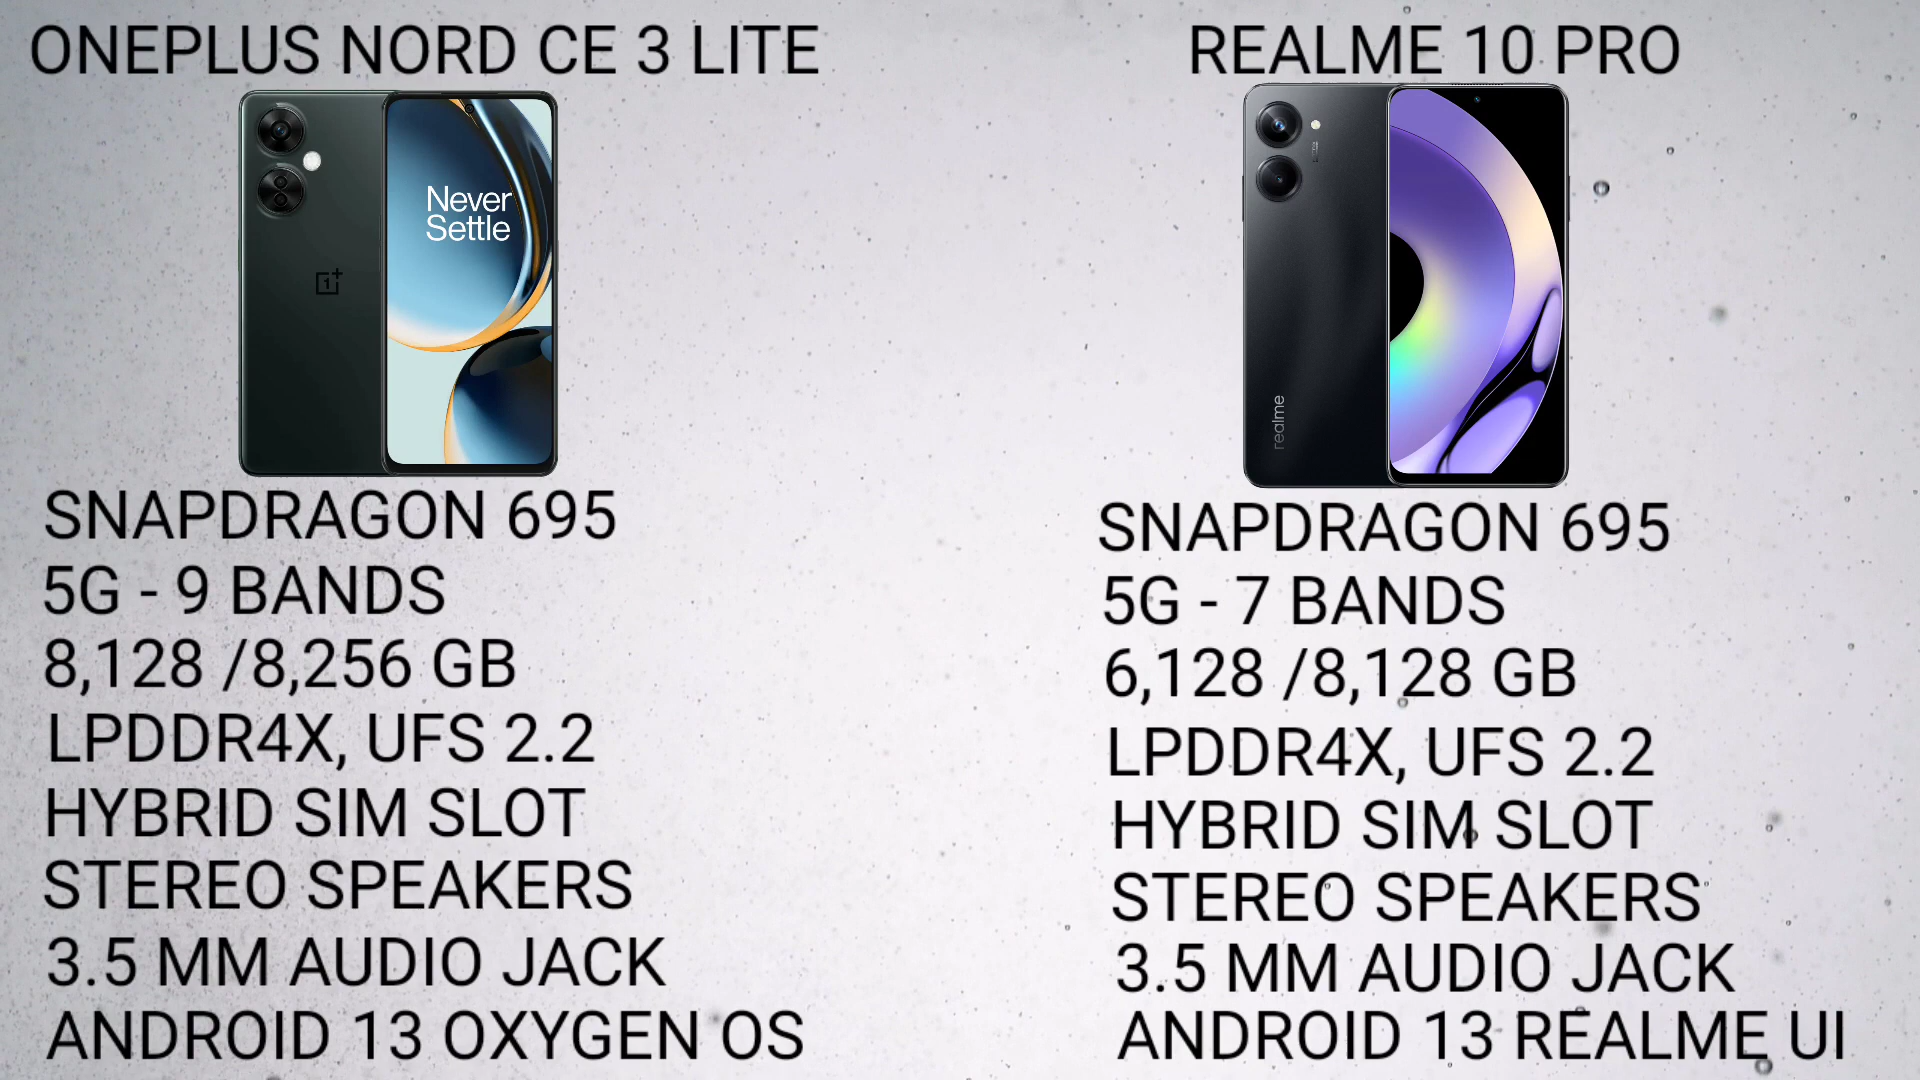 ONEPLUS NORD CE 3 LITE
Never
Settle
SNAPDRAGON 695
5G - 9 BANDS
8,128 /8,256 GB
LPDDR4X, UFS 2.2
HYBRID SIM SLOT
STEREO SPEAKERS
3.5 MM AUDIO JACK
ANDROID 13 OXYGEN OS
REALME 10 PRO
realme
SNAPDRAGON 695
5G - 7 BANDS
6,128 /8,128 GB
LPDDR4X, UFS 2.2
HYBRID SIM SLOT
STEREO SPEAKERS
3.5 MM AUDIO JACK
ANDROID 13 REALME UI